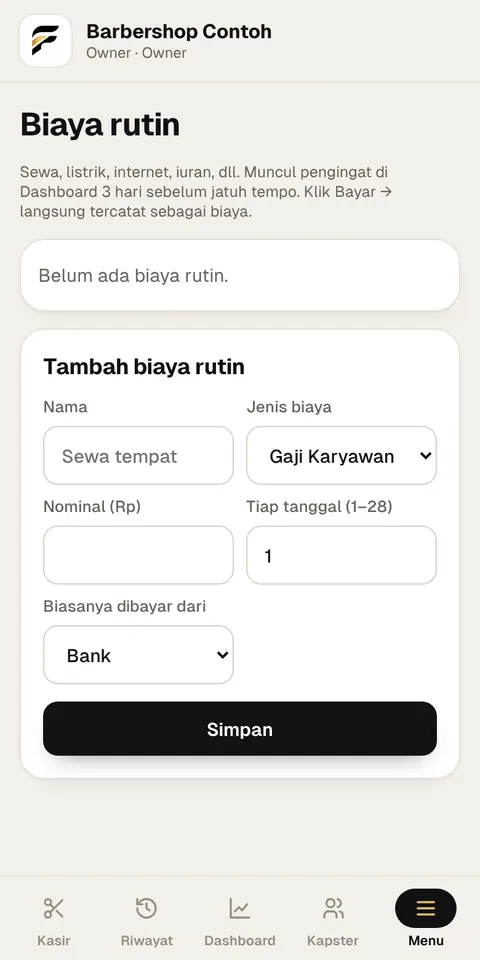 Barbershop Contoh
Owner · Owner
Biaya rutin
Sewa, listrik, internet, iuran, dll. Muncul pengingat di
Dashboard 3 hari sebelum jatuh tempo. Klik Bayar →
langsung tercatat sebagai biaya.
Belum ada biaya rutin.
Tambah biaya rutin
Nama
Jenis biaya
Sewa tempat
Gaji Karyawan
Nominal (Rp)
Tiap tanggal (1–28)
1
Biasanya dibayar dari
Bank
Simpan
Kasir
Riwayat
Dashboard
Kapster
Menu